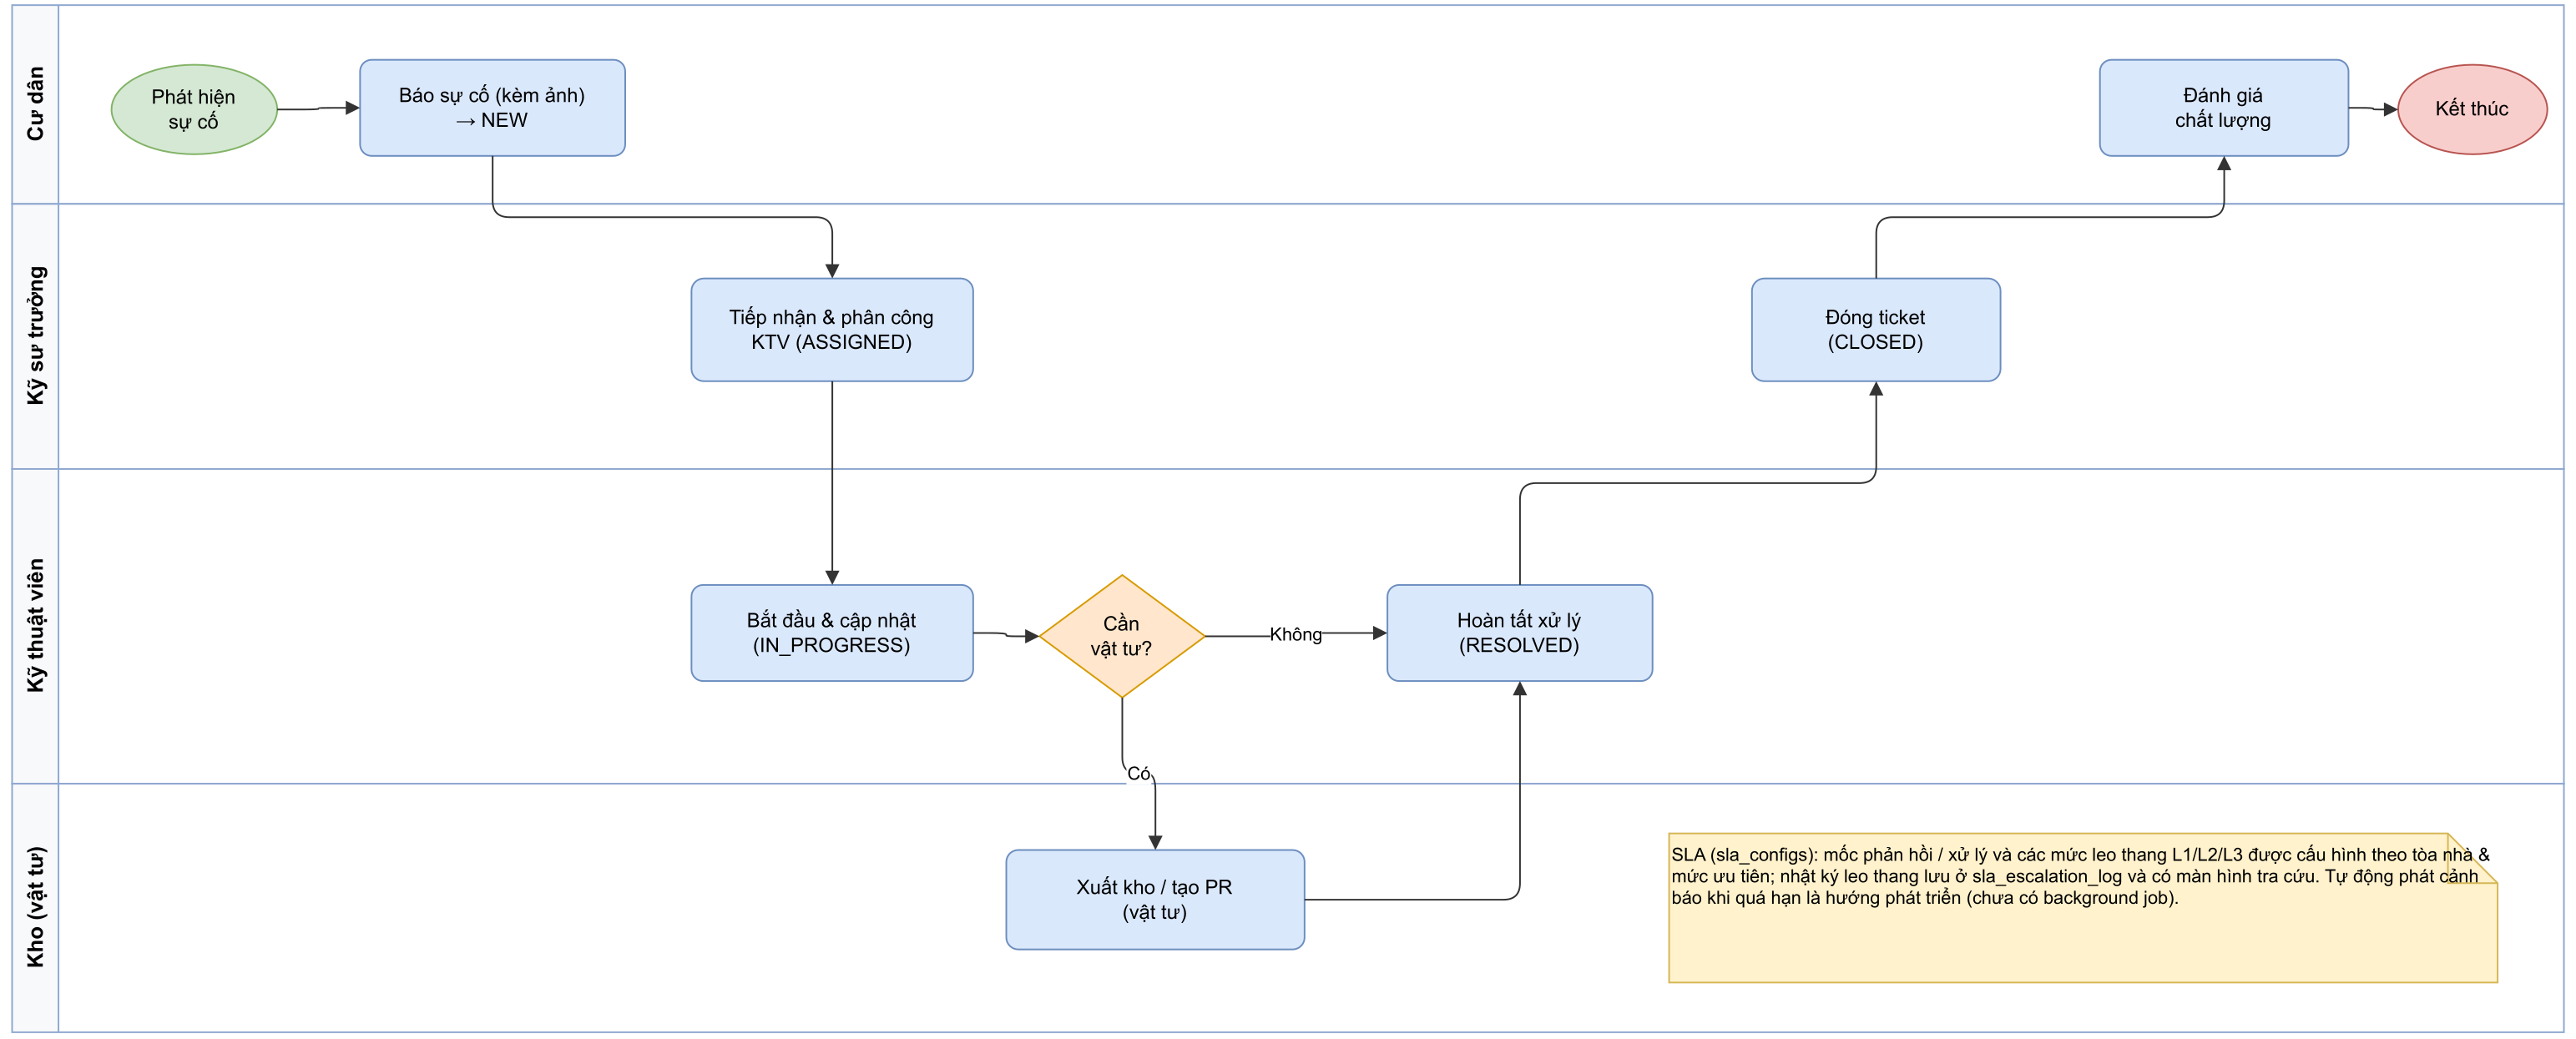 Cư dân
Phát hiện
sự cố
Báo sự cố (kèm ảnh)
→ NEW
Đánh giá
chất lượng
Kết thúc
Kỹ sư trưởng
Tiếp nhận & phân công
KTV (ASSIGNED)
Đóng ticket
(CLOSED)
Kỹ thuật viên
Bắt đầu & cập nhật
(IN_PROGRESS)
Cần
vật tư?
Không
Hoàn tất xử lý
(RESOLVED)
Có
Kho (vật tư)
Xuất kho / tạo PR
(vật tư)
SLA (sla_configs): mốc phản hồi / xử lý và các mức leo thang L1/L2/L3 được cấu hình theo tòa nhà &
mức ưu tiên; nhật ký leo thang lưu ở sla_escalation_log và có màn hình tra cứu. Tự động phát cảnh
báo khi quá hạn là hướng phát triển (chưa có background job).